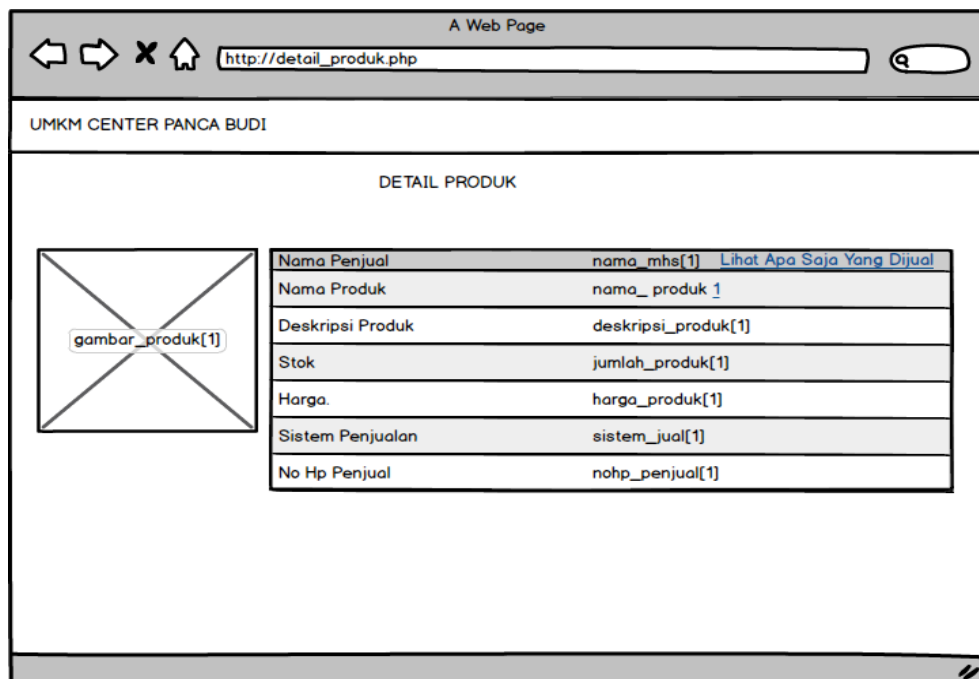 A Web Page
http://detail_produk.php
UMKM CENTER PANCA BUDI
DETAIL PRODUK
gambar_produk[1]
Nama Penjual nama_mhs[1] Lihat Apa Saja Yang Dijual
Nama Produk nama_ produk 1
Deskripsi Produk deskripsi_produk[1]
Stok jumlah_produk[1]
Harga. harga_produk[1]
Sistem Penjualan sistem_jual[1]
No Hp Penjual nohp_penjual[1]